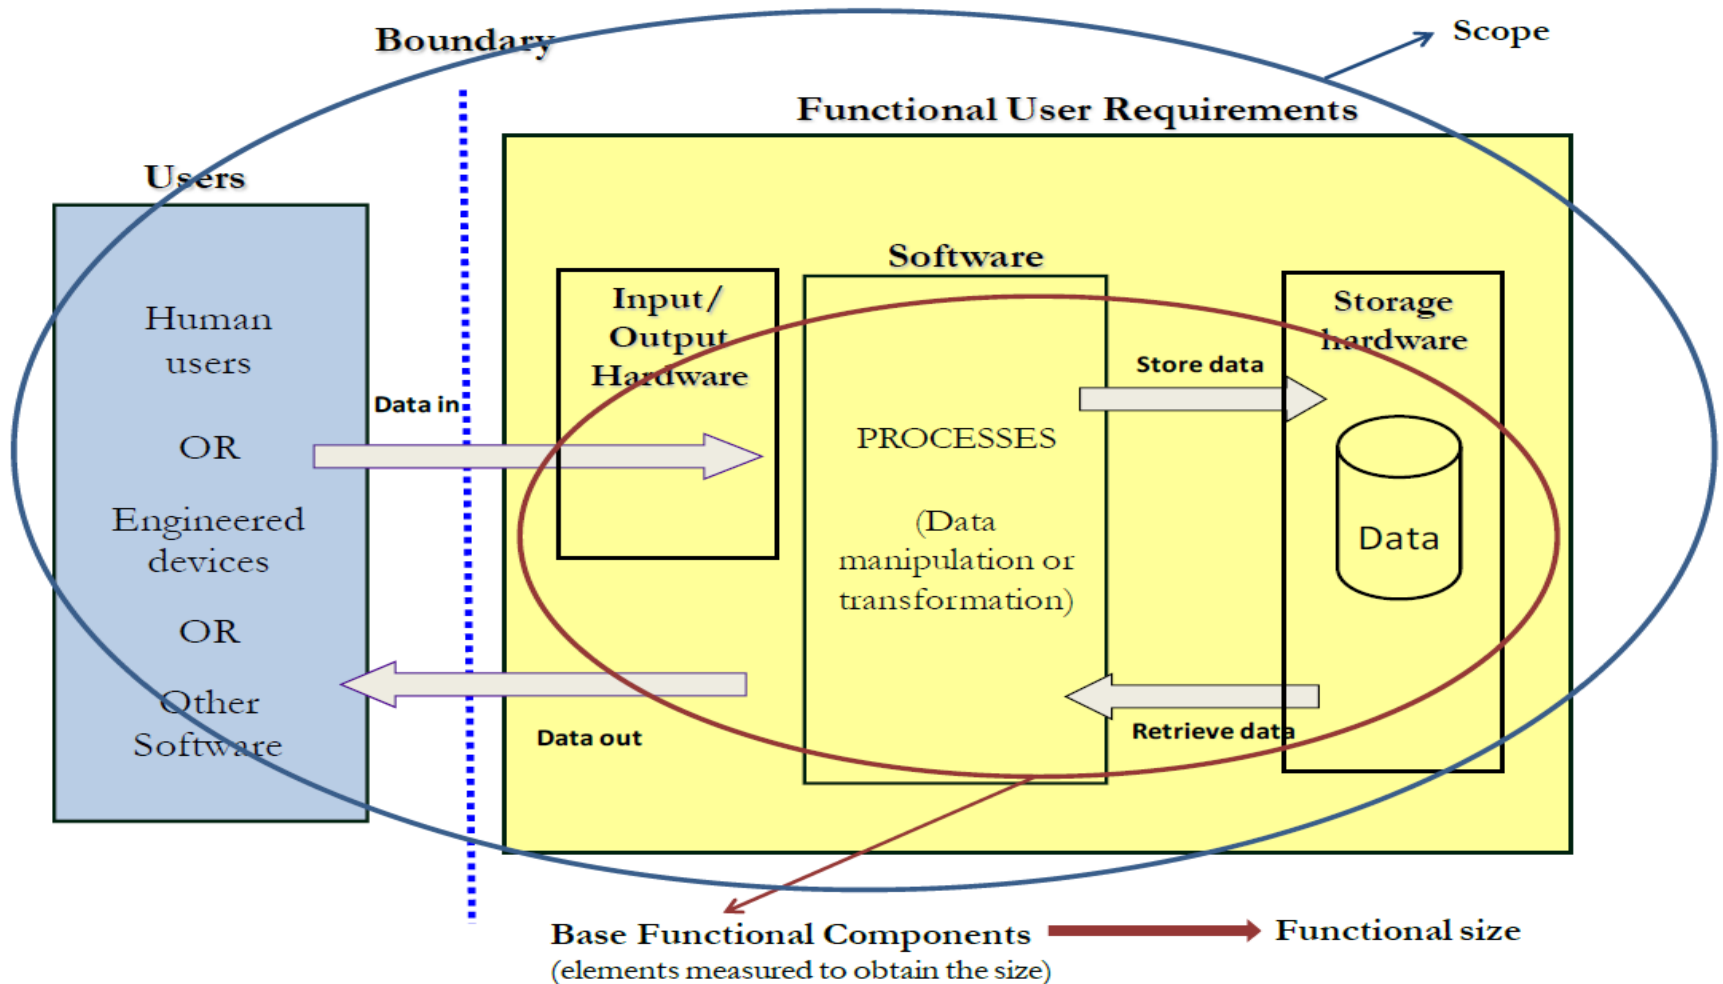 Scope
Boundary
Functional User Requirements
Users
Human
users
OR
Engineered
devices
OR
Other
Software
Data in
Data out
Input/
Output
Hardware
Software
PROCESSES
(Data
manipulation or
transformation)
Store data
Retrieve data
Storage
hardware
Data
Base Functional Components
(elements measured to obtain the size)
Functional size